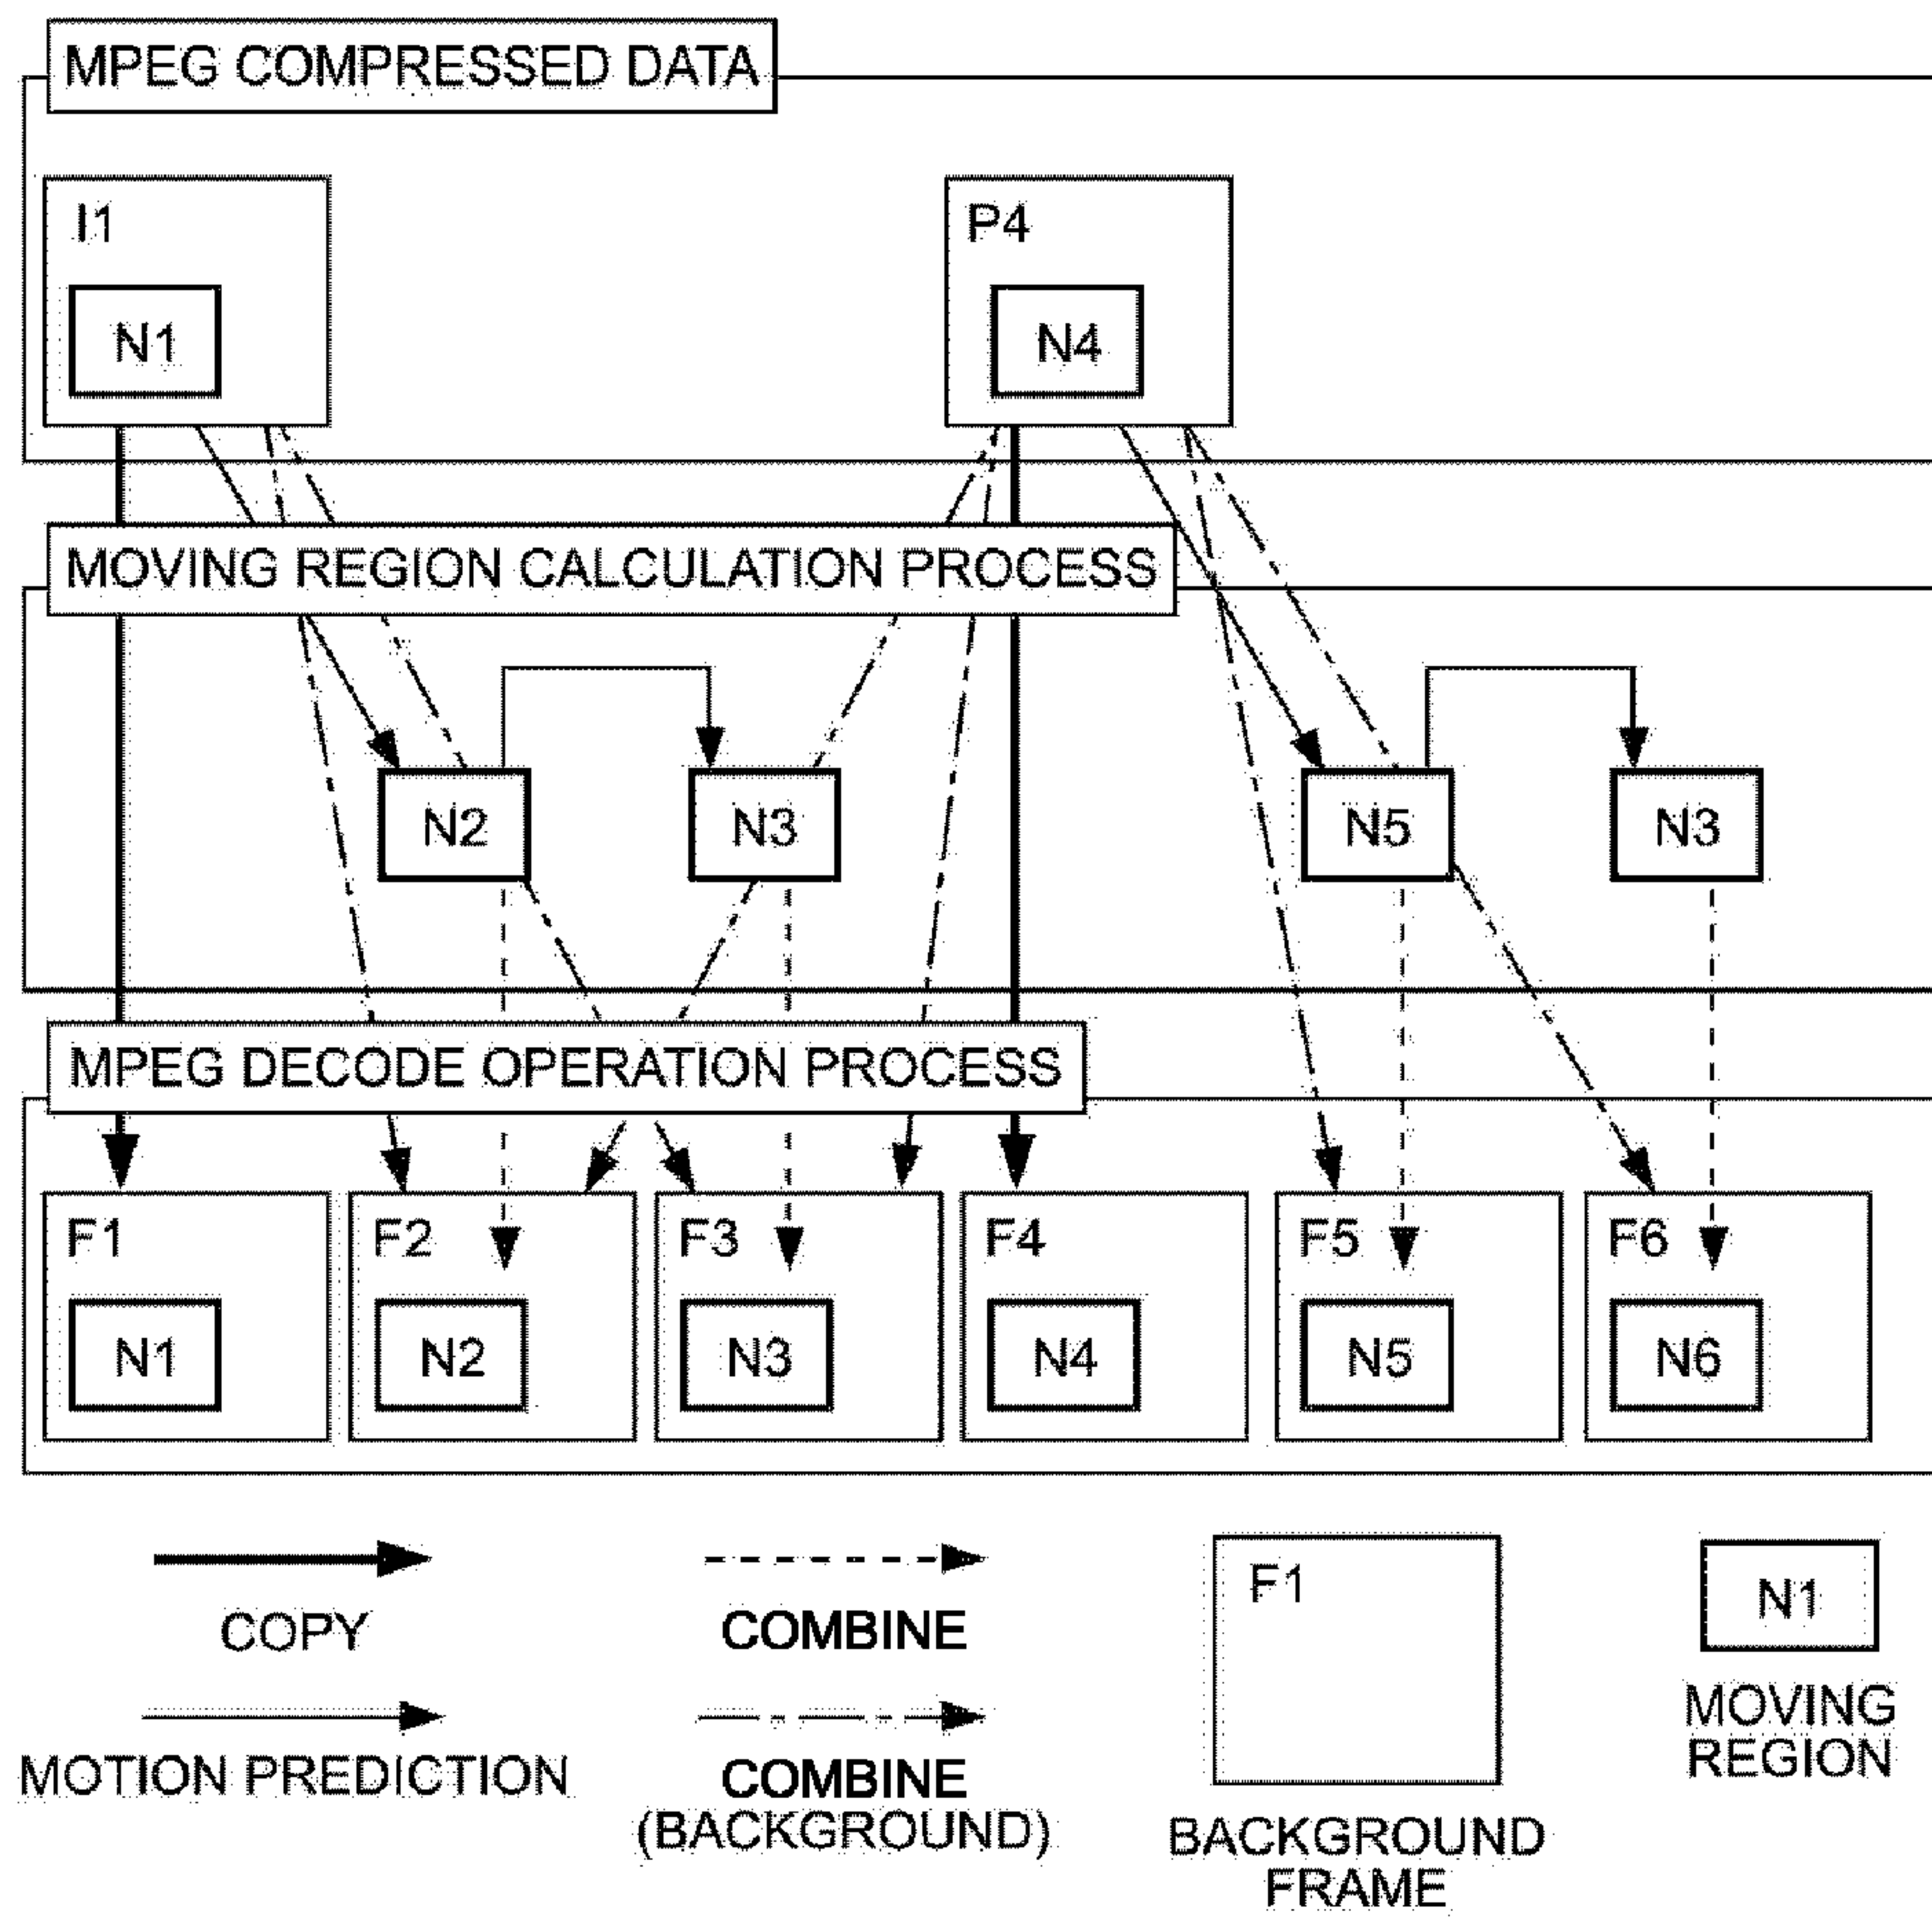 MPEG COMPRESSED DATA
I1
P4
N1
N4
MOVING REGION CALCULATION PROCESS
N2
N3
N5
N3
MPEG DECODE OPERATION PROCESS
F1
F2
F3
F4
F5
F6
N1
N2
N3
N4
N5
N6
COPY
COMBINE
MOTION PREDICTION
COMBINE
(BACKGROUND)
F1
BACKGROUND
FRAME
N1
MOVING
REGION